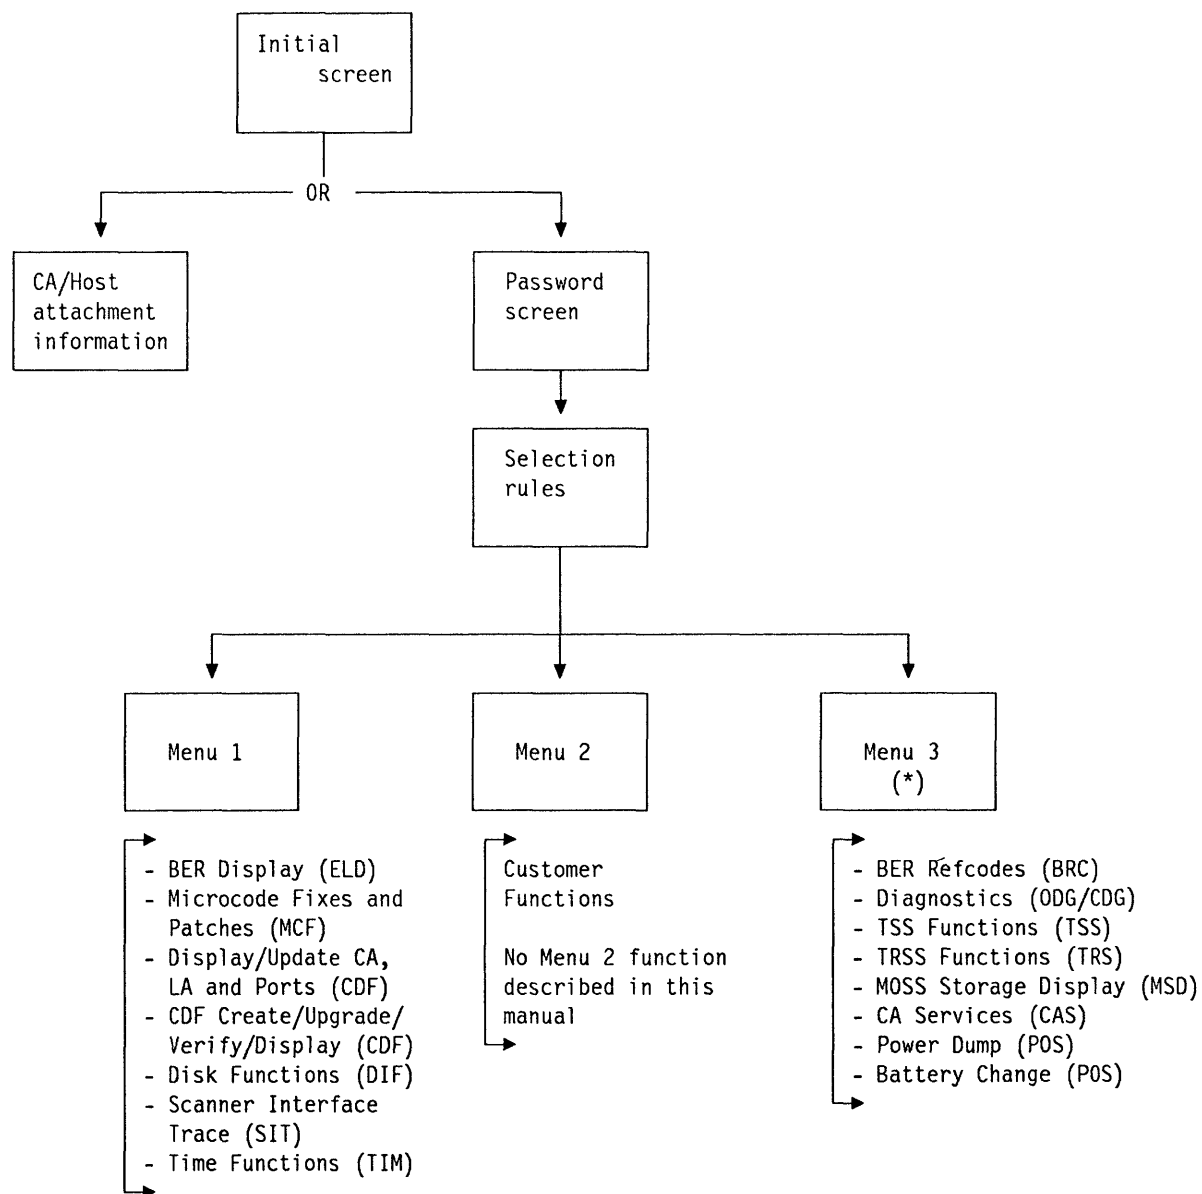 Initial
screen
OR
CA/Host
attachment
information
Password
screen
Selection
rules
Menu 1
Menu 2
Menu 3
(*)
- BER Display (ELD)
- Microcode Fixes and
Patches (MCF)
- Display/Update CA,
LA and Ports (CDF)
- CDF Create/Upgrade/
Verify/Display (CDF)
- Disk Functions (DIF)
- Scanner Interface
Trace (SIT)
- Time Functions (TIM)
Customer
Functions
No Menu 2 function
described in this
manual
- BER Refcodes (BRC)
- Diagnostics (ODG/CDG)
- TSS Functions (TSS)
- TRSS Functions (TRS)
- MOSS Storage Display (MSD)
- CA Services (CAS)
- Power Dump (POS)
- Battery Change (POS)